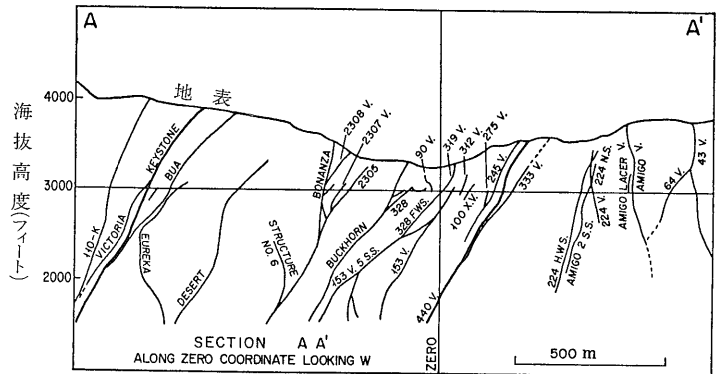 A
A'
地表
海抜高度(フィート)
4000
3000
2000
110-K
VICTORIA
KEYSTONE
BUA
EUREKA
DESERT
STRUCTURE
NO. 6
BONANZA
2308 V.
2307 V.
2305
BUCKHORN
328
328 FWS.
90 V.
319 V.
312 V.
275 V.
153 V. 5 S.S.
153 V.
100 X.V.
245 V.
333 V.
440 V.
224 H.W.S.
AMIGO 2 S.S.
224 V.
224 N.S.
AMIGO LACER V.
AMIGO V.
64 V.
43 V.
SECTION A A'
ALONG ZERO COORDINATE LOOKING W
ZERO
500 m